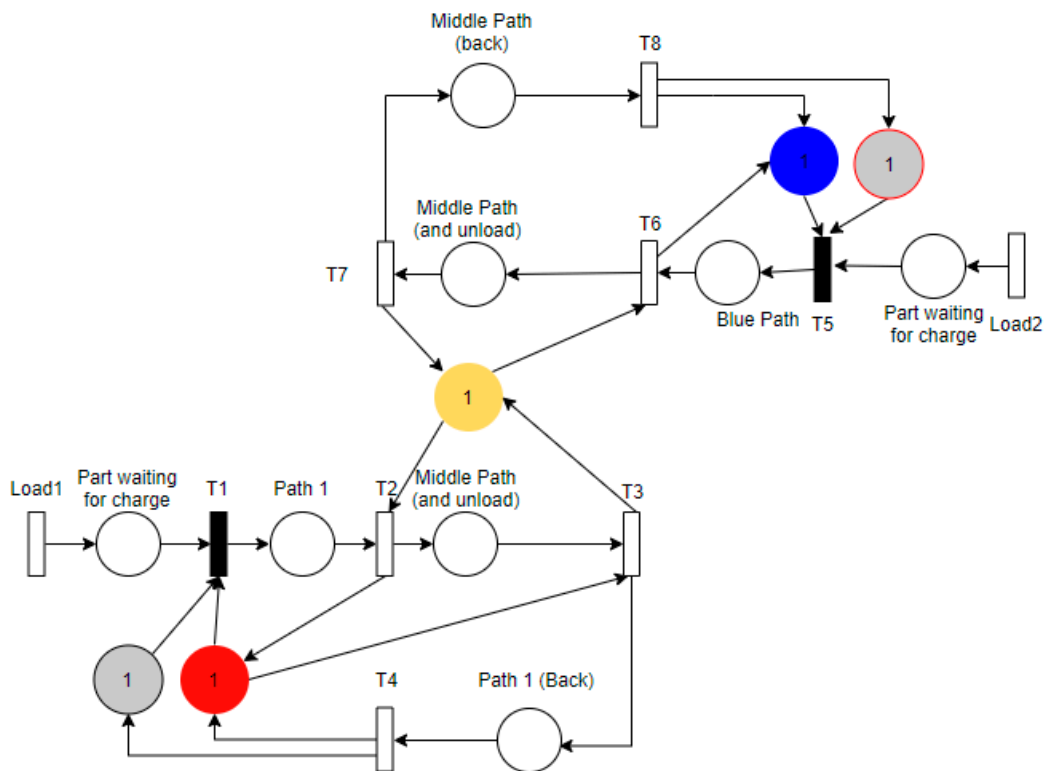 Middle Path
(back)
T8
1
1
Middle Path
(and unload)
T6
T7
Blue Path
T5
Part waiting
for charge
Load2
1
Load1
Part waiting
for charge
T1
Path 1
T2
Middle Path
(and unload)
T3
1
1
T4
Path 1 (Back)